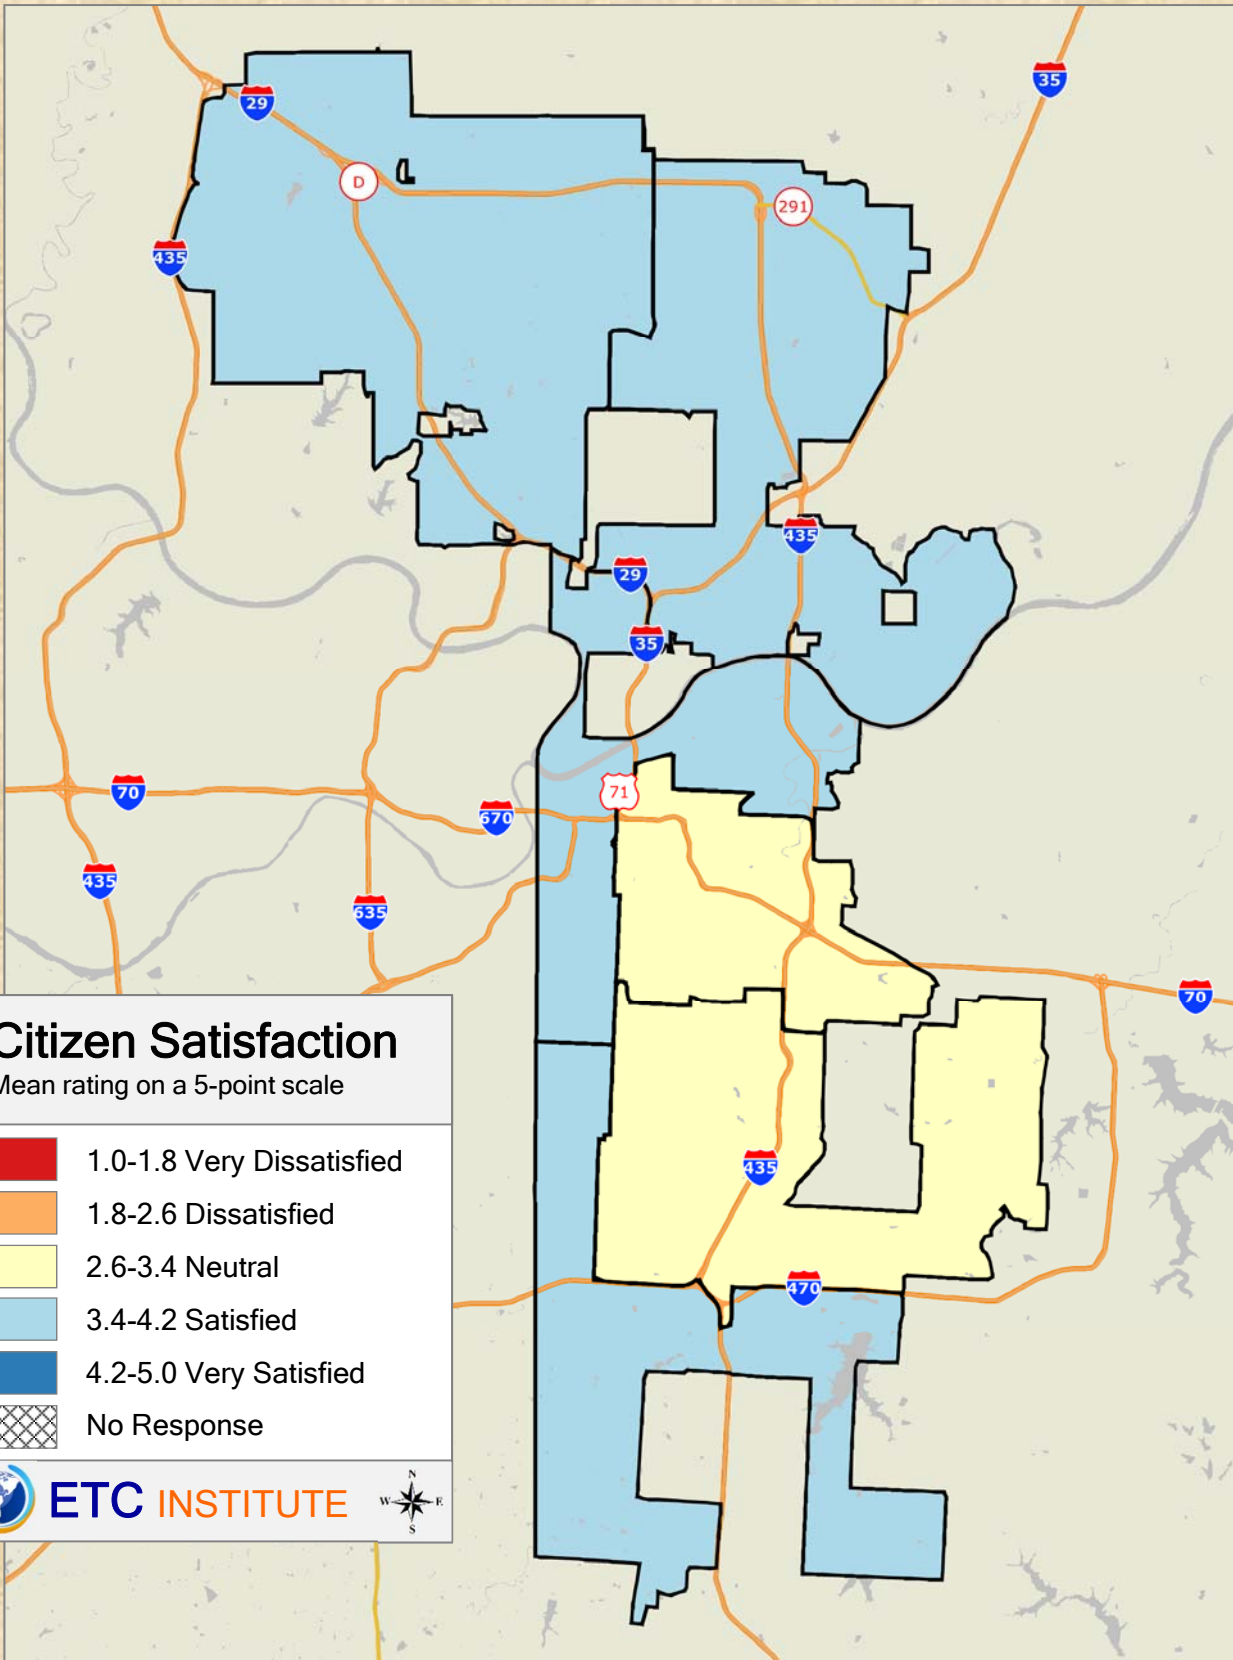 35
29
D
291
435
435
29
35
70
71
670
435
635
70
Citizen Satisfaction
Mean rating on a 5-point scale
1.0-1.8 Very Dissatisfied
435
1.8-2.6 Dissatisfied
2.6-3.4 Neutral
470
3.4-4.2 Satisfied
4.2-5.0 Very Satisfied
No Response
ETC INSTITUTE
N
W E
S